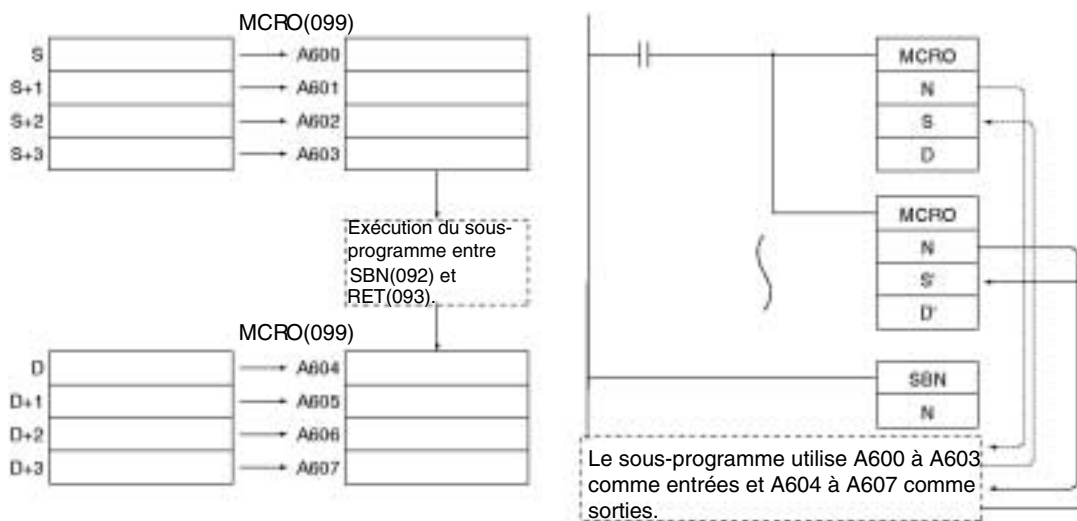 MCRO(099)
S
A600
S+1
A601
S+2
A602
S+3
A603
Exécution du sous-
programme entre
SBN(092) et
RET(093).
MCRO(099)
D
A604
D+1
A605
D+2
A606
D+3
A607
MCRO
N
S
D
MCRO
N
S'
D'
SBN
N
Le sous-programme utilise A600 à A603
comme entrées et A604 à A607 comme
sorties.